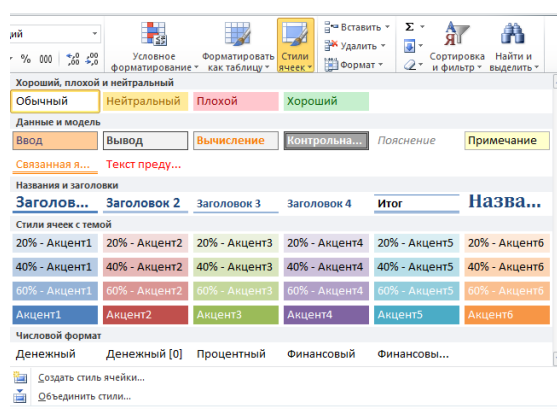 ий
Вставить
Σ
Удалить
% 000 ,0 ,00 ,00 ,0
Условное форматирование
Форматировать как таблицу
Стили ячеек
Формат
Сортировка и фильтр
Найти и выделить
Хороший, плохой и нейтральный
Обычный Нейтральный Плохой Хороший
Данные и модель
Ввод Вывод Вычисление Контрольна... Пояснение Примечание
Связанная я... Текст преду...
Названия и заголовки
Заголов... Заголовок 2 Заголовок 3 Заголовок 4 Итог Назва...
Стили ячеек с темой
20% - Акцент1 20% - Акцент2 20% - Акцент3 20% - Акцент4 20% - Акцент5 20% - Акцент6
40% - Акцент1 40% - Акцент2 40% - Акцент3 40% - Акцент4 40% - Акцент5 40% - Акцент6
60% - Акцент1 60% - Акцент2 60% - Акцент3 60% - Акцент4 60% - Акцент5 60% - Акцент6
Акцент1 Акцент2 Акцент3 Акцент4 Акцент5 Акцент6
Числовой формат
Денежный Денежный [0] Процентный Финансовый Финансовы...
Создать стиль ячейки...
Объединить стили...